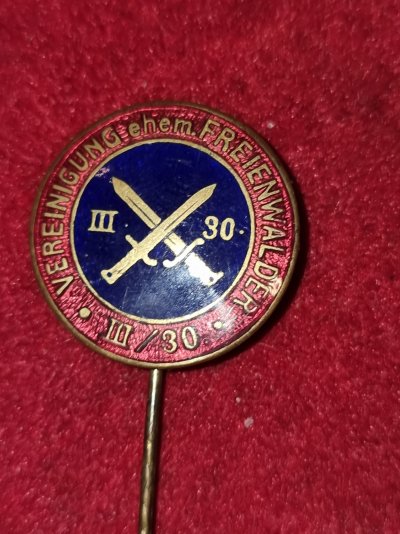 VEREINIGUNG ehem. FREIENWALDER
III 30
III/30